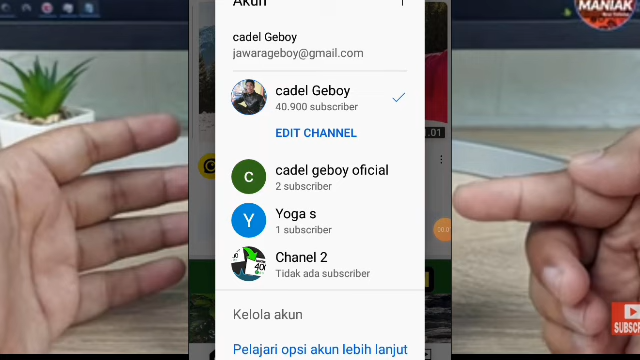 Akun
cadel Geboy
jawarageboy@gmail.com
cadel Geboy
40.900 subscriber
EDIT CHANNEL
c
cadel geboy oficial
2 subscriber
Y
Yoga s
1 subscriber
Chanel 2
Tidak ada subscriber
Kelola akun
Pelajari opsi akun lebih lanjut
MANIAK
SUBSCR